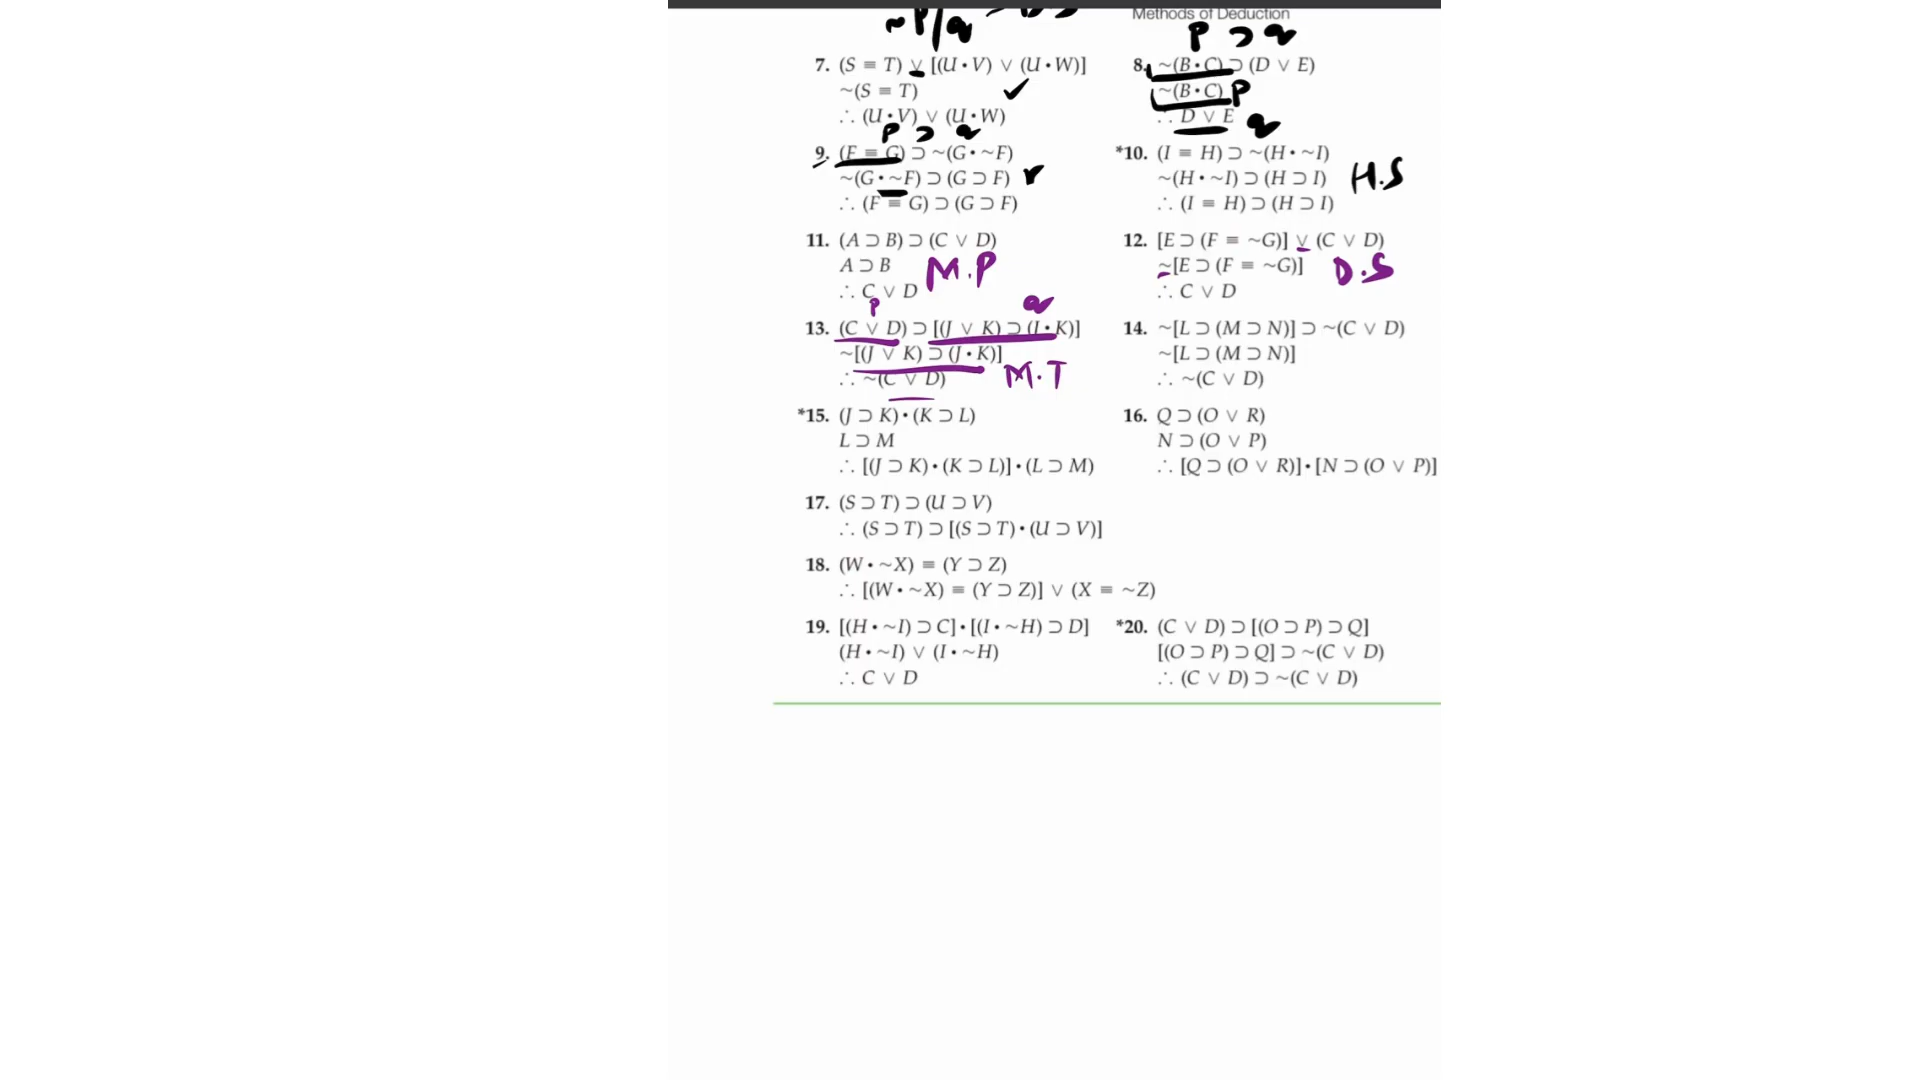 Methods of Deduction
~P/q
P ⊃ q
7. (S ≡ T) ∨ [(U • V) ∨ (U • W)]
~(S ≡ T)
∴ (U • V) ∨ (U • W)
8. ~(B • C) ⊃ (D ∨ E)
~(B • C) P
∴ D ∨ E q
P ⊃ q
9. (F ≡ G) ⊃ ~(G • ~F)
~(G • ~F) ⊃ (G ⊃ F) r
∴ (F ≡ G) ⊃ (G ⊃ F)
*10. (I ≡ H) ⊃ ~(H • ~I)
~(H • ~I) ⊃ (H ⊃ I) H.S
∴ (I ≡ H) ⊃ (H ⊃ I)
11. (A ⊃ B) ⊃ (C ∨ D)
A ⊃ B M.P
∴ C ∨ D
12. [E ⊃ (F ≡ ~G)] ∨ (C ∨ D)
~[E ⊃ (F ≡ ~G)] D.S
∴ C ∨ D
P q
13. (C ∨ D) ⊃ [(J ∨ K) ⊃ (J • K)]
~[(J ∨ K) ⊃ (J • K)]
∴ ~(C ∨ D) M.T
14. ~[L ⊃ (M ⊃ N)] ⊃ ~(C ∨ D)
~[L ⊃ (M ⊃ N)]
∴ ~(C ∨ D)
*15. (J ⊃ K) • (K ⊃ L)
L ⊃ M
∴ [(J ⊃ K) • (K ⊃ L)] • (L ⊃ M)
16. Q ⊃ (O ∨ R)
N ⊃ (O ∨ P)
∴ [Q ⊃ (O ∨ R)] • [N ⊃ (O ∨ P)]
17. (S ⊃ T) ⊃ (U ⊃ V)
∴ (S ⊃ T) ⊃ [(S ⊃ T) • (U ⊃ V)]
18. (W • ~X) ≡ (Y ⊃ Z)
∴ [(W • ~X) ≡ (Y ⊃ Z)] ∨ (X ≡ ~Z)
19. [(H • ~I) ⊃ C] • [(I • ~H) ⊃ D]
(H • ~I) ∨ (I • ~H)
∴ C ∨ D
*20. (C ∨ D) ⊃ [(O ⊃ P) ⊃ Q]
[(O ⊃ P) ⊃ Q] ⊃ ~(C ∨ D)
∴ (C ∨ D) ⊃ ~(C ∨ D)